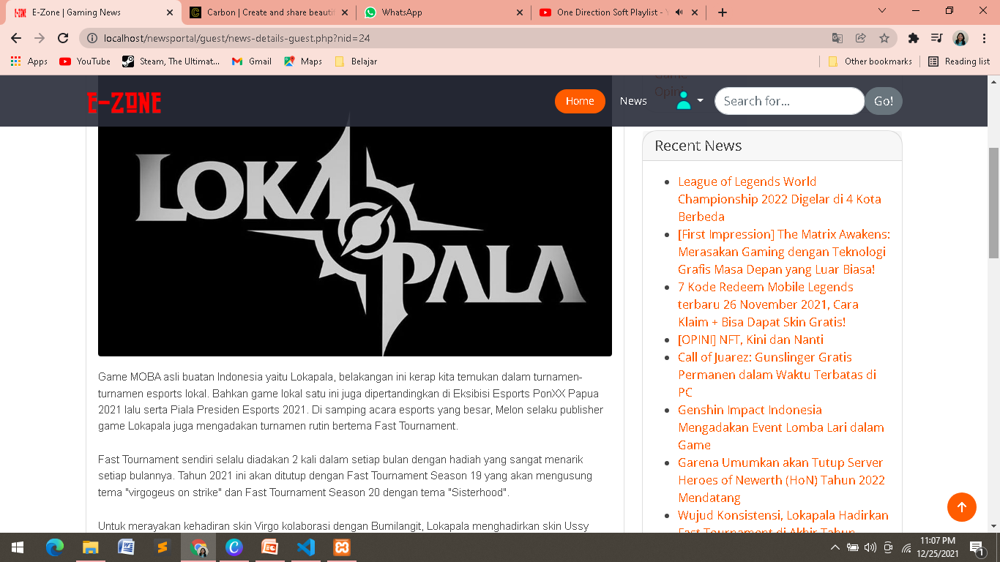 E-Zone | Gaming News
Carbon | Create and share beautif
WhatsApp
One Direction Soft Playlist - Y
localhost/newsportal/guest/news-details-guest.php?nid=24
Apps
YouTube
Steam, The Ultimat...
Gmail
Maps
Belajar
Other bookmarks
Reading list
E-ZONE
Home
News
Search for...
Go!
Game
Opini
LOKAPALA
Game MOBA asli buatan Indonesia yaitu Lokapala, belakangan ini kerap kita temukan dalam turnamen-
turnamen esports lokal. Bahkan game lokal satu ini juga dipertandingkan di Eksibisi Esports PonXX Papua
2021 lalu serta Piala Presiden Esports 2021. Di samping acara esports yang besar, Melon selaku publisher
game Lokapala juga mengadakan turnamen rutin bertema Fast Tournament.
Fast Tournament sendiri selalu diadakan 2 kali dalam setiap bulan dengan hadiah yang sangat menarik
setiap bulannya. Tahun 2021 ini akan ditutup dengan Fast Tournament Season 19 yang akan mengusung
tema "virgogeus on strike" dan Fast Tournament Season 20 dengan tema "Sisterhood".
Untuk merayakan kehadiran skin Virgo kolaborasi dengan Bumilangit, Lokapala menghadirkan skin Ussy
Recent News
League of Legends World
Championship 2022 Digelar di 4 Kota
Berbeda
[First Impression] The Matrix Awakens:
Merasakan Gaming dengan Teknologi
Grafis Masa Depan yang Luar Biasa!
7 Kode Redeem Mobile Legends
terbaru 26 November 2021, Cara
Klaim + Bisa Dapat Skin Gratis!
[OPINI] NFT, Kini dan Nanti
Call of Juarez: Gunslinger Gratis
Permanen dalam Waktu Terbatas di
PC
Genshin Impact Indonesia
Mengadakan Event Lomba Lari dalam
Game
Garena Umumkan akan Tutup Server
Heroes of Newerth (HoN) Tahun 2022
Mendatang
Wujud Konsistensi, Lokapala Hadirkan
Fast Tournament di Akhir Tahun
11:07 PM
12/25/2021
1